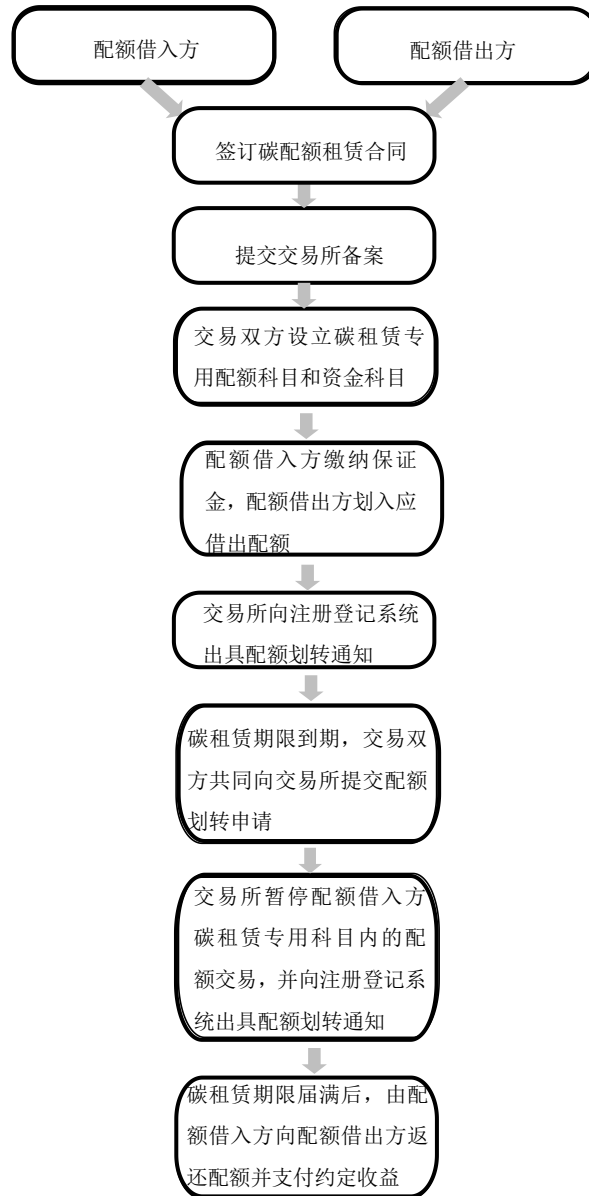 配额借入方
配额借出方
签订碳配额租赁合同
提交交易所备案
交易双方设立碳租赁专
用配额科目和资金科目
配额借入方缴纳保证
金，配额借出方划入应
借出配额
交易所向注册登记系统
出具配额划转通知
碳租赁期限到期，交易双
方共同向交易所提交配额
划转申请
交易所暂停配额借入方
碳租赁专用科目内的配
额交易，并向注册登记系
统出具配额划转通知
碳租赁期限届满后，由配
额借入方向配额借出方返
还配额并支付约定收益